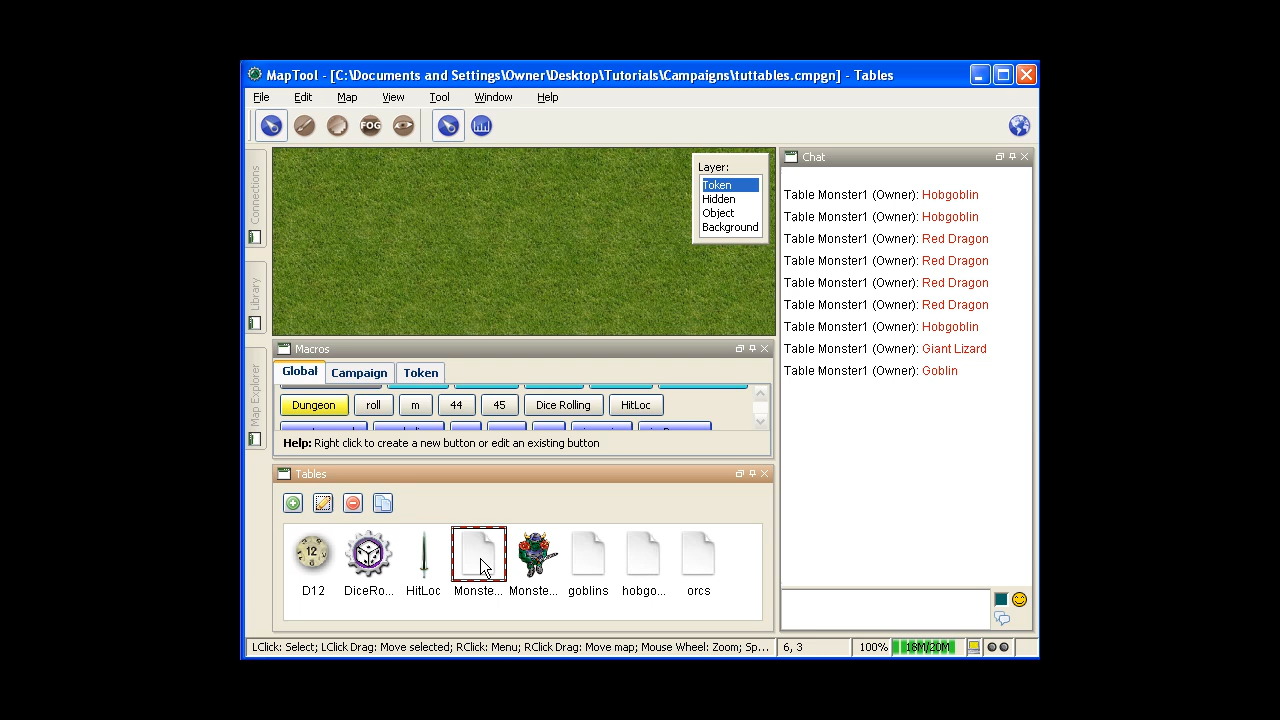 MapTool - [C:\Documents and Settings\Owner\Desktop\Tutorials\Campaigns\tuttables.cmpgn] - Tables
File Edit Map View Tool Window Help
FOG
Connections
Library
Map Explorer
Layer:
Token
Hidden
Object
Background
Macros
Global Campaign Token
Dungeon roll m 44 45 Dice Rolling HitLoc
Help: Right click to create a new button or edit an existing button
Tables
12
D12 DiceRo... HitLoc Monste... Monste... goblins hobgo... orcs
Chat
Table Monster1 (Owner): Hobgoblin
Table Monster1 (Owner): Hobgoblin
Table Monster1 (Owner): Red Dragon
Table Monster1 (Owner): Red Dragon
Table Monster1 (Owner): Red Dragon
Table Monster1 (Owner): Red Dragon
Table Monster1 (Owner): Hobgoblin
Table Monster1 (Owner): Giant Lizard
Table Monster1 (Owner): Goblin
LClick: Select; LClick Drag: Move selected; RClick: Menu; RClick Drag: Move map; Mouse Wheel: Zoom; Sp... 6, 3 100% 18M/20M